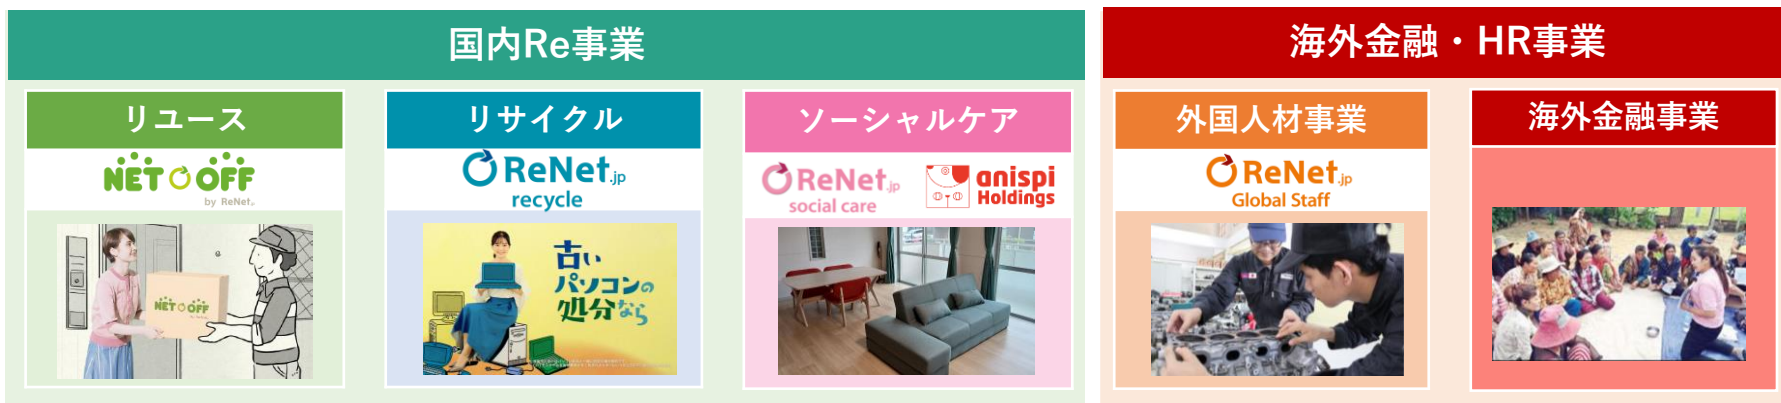 国内Re事業
リユース
NET OFF
by ReNet.
NET OFF
リサイクル
ReNet.jp
recycle
古い
パソコンの
処分なら
ソーシャルケア
ReNet.jp
social care
anispi
Holdings
海外金融・HR事業
外国人材事業
ReNet.jp
Global Staff
海外金融事業